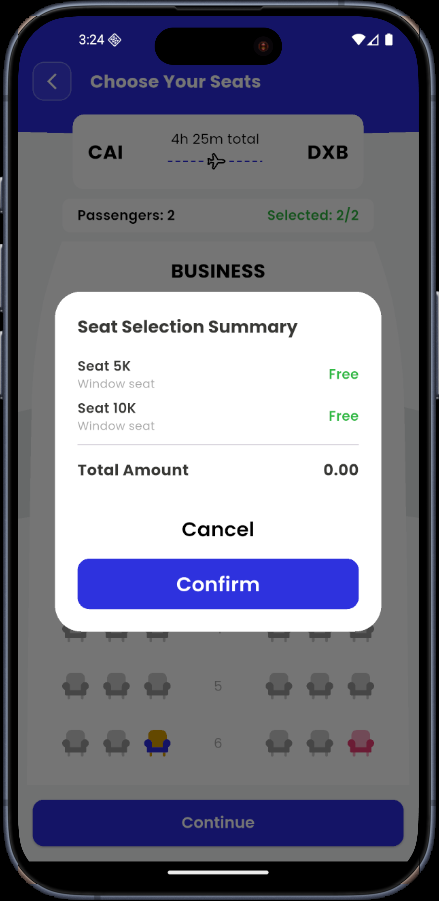 3:24
Choose Your Seats
4h 25m total
CAI
DXB
Passengers: 2
Selected: 2/2
BUSINESS
Seat Selection Summary
Seat 5K
Window seat
Free
Seat 10K
Window seat
Free
Total Amount
0.00
Cancel
Confirm
5
6
Continue